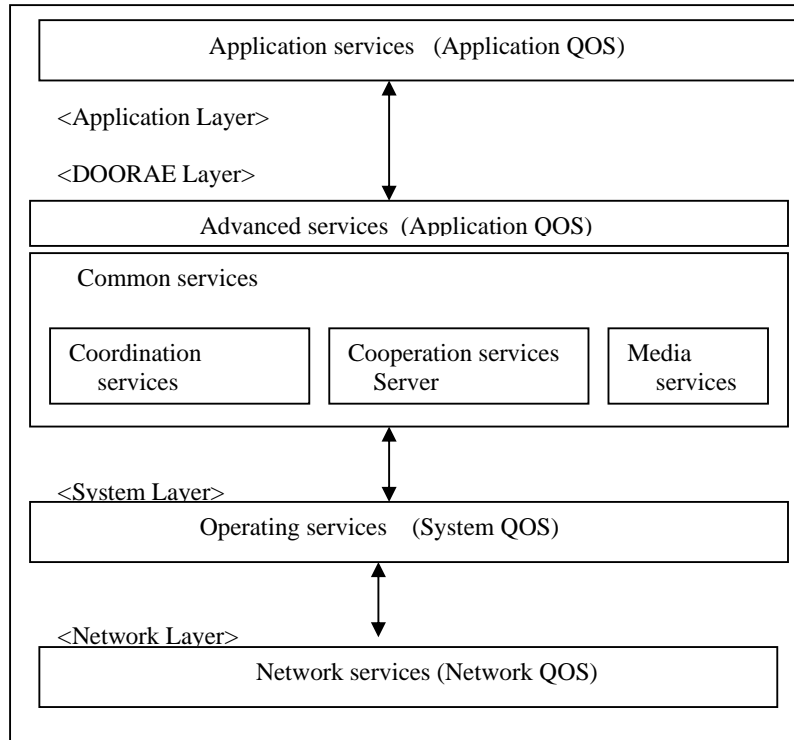 Application services (Application QOS)
<Application Layer>
<DOORAE Layer>
Advanced services (Application QOS)
Common services
Coordination
services
Cooperation services
Server
Media
services
<System Layer>
Operating services (System QOS)
<Network Layer>
Network services (Network QOS)